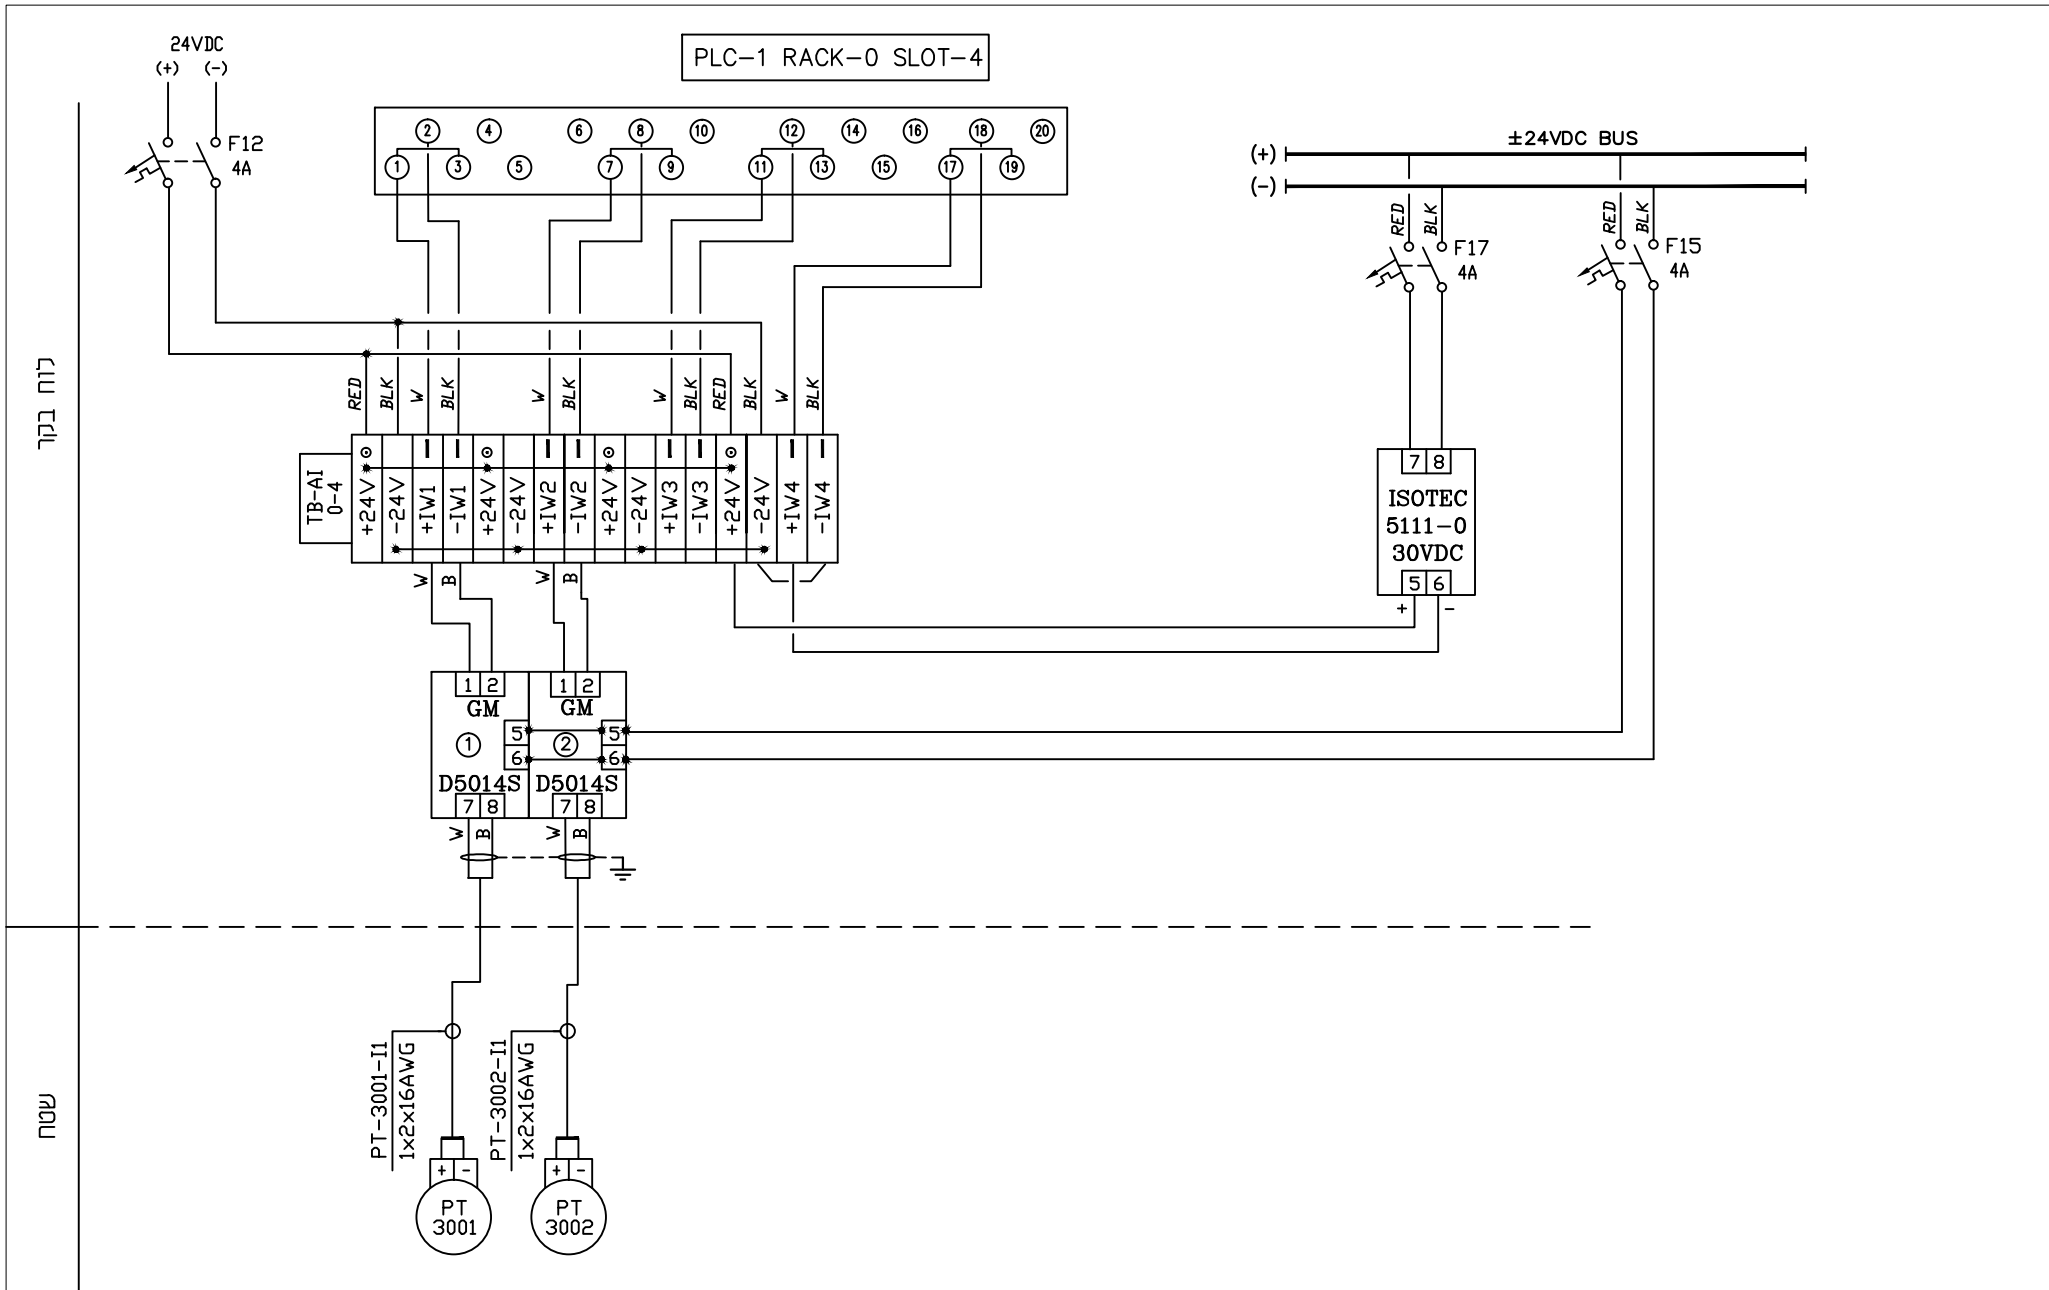 24VDC
(+) (-)
F12
4A
PLC-1 RACK-0 SLOT-4
2 4 6 8 10 12 14 16 18 20
1 3 5 7 9 11 13 15 17 19
±24VDC BUS
(+)
(-)
RED BLK RED BLK
F17
4A
F15
4A
לוח בקר
RED BLK W BLK W BLK W BLK RED BLK W BLK
TB-AI
0-4
+24V -24V +IW1 -IW1 +24V -24V +IW2 -IW2 +24V -24V +IW3 -IW3 +24V -24V +IW4 -IW4
W B W B
7 8
ISOTEC
5111-0
30VDC
5 6
+ -
1 2 1 2
GM GM
5 5
1 2
6 6
D5014S D5014S
7 8 7 8
W B W B
שטח
PT-3001-I1
1x2x16AWG
PT-3002-I1
1x2x16AWG
+ - + -
PT
3001
PT
3002